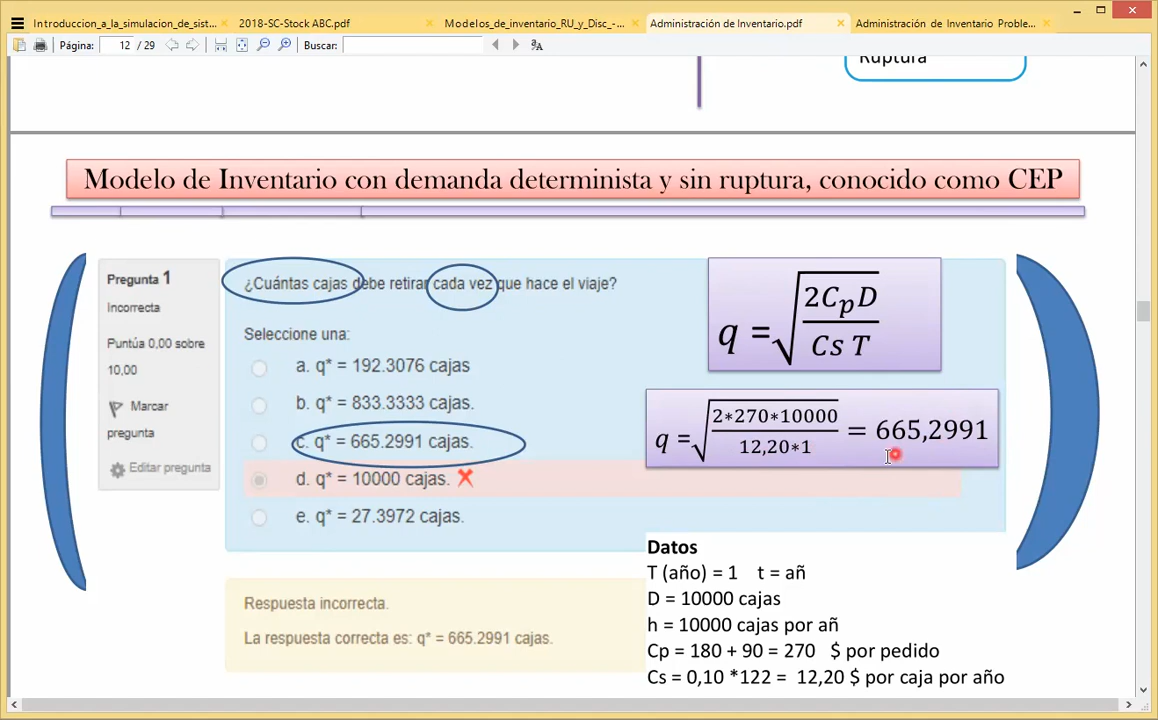 Introduccion_a_la_simulacion_de_sist...
2018-SC-Stock ABC.pdf
Modelos_de_inventario_RU_y_Disc_-...
Administración de Inventario.pdf
Administración de Inventario Proble...
Página: 12 / 29
Buscar:
Ruptura
Modelo de Inventario con demanda determinista y sin ruptura, conocido como CEP
Pregunta 1
Incorrecta
Puntúa 0,00 sobre
10,00
Marcar
pregunta
Editar pregunta
¿Cuántas cajas debe retirar cada vez que hace el viaje?
Seleccione una:
a. q* = 192.3076 cajas
b. q* = 833.3333 cajas.
c. q* = 665.2991 cajas.
d. q* = 10000 cajas.
e. q* = 27.3972 cajas.
q = √(2CpD / Cs T)
q = √(2*270*10000 / 12,20*1) = 665,2991
Respuesta incorrecta.
La respuesta correcta es: q* = 665.2991 cajas.
Datos
T (año) = 1 t = añ
D = 10000 cajas
h = 10000 cajas por añ
Cp = 180 + 90 = 270 $ por pedido
Cs = 0,10 *122 = 12,20 $ por caja por año